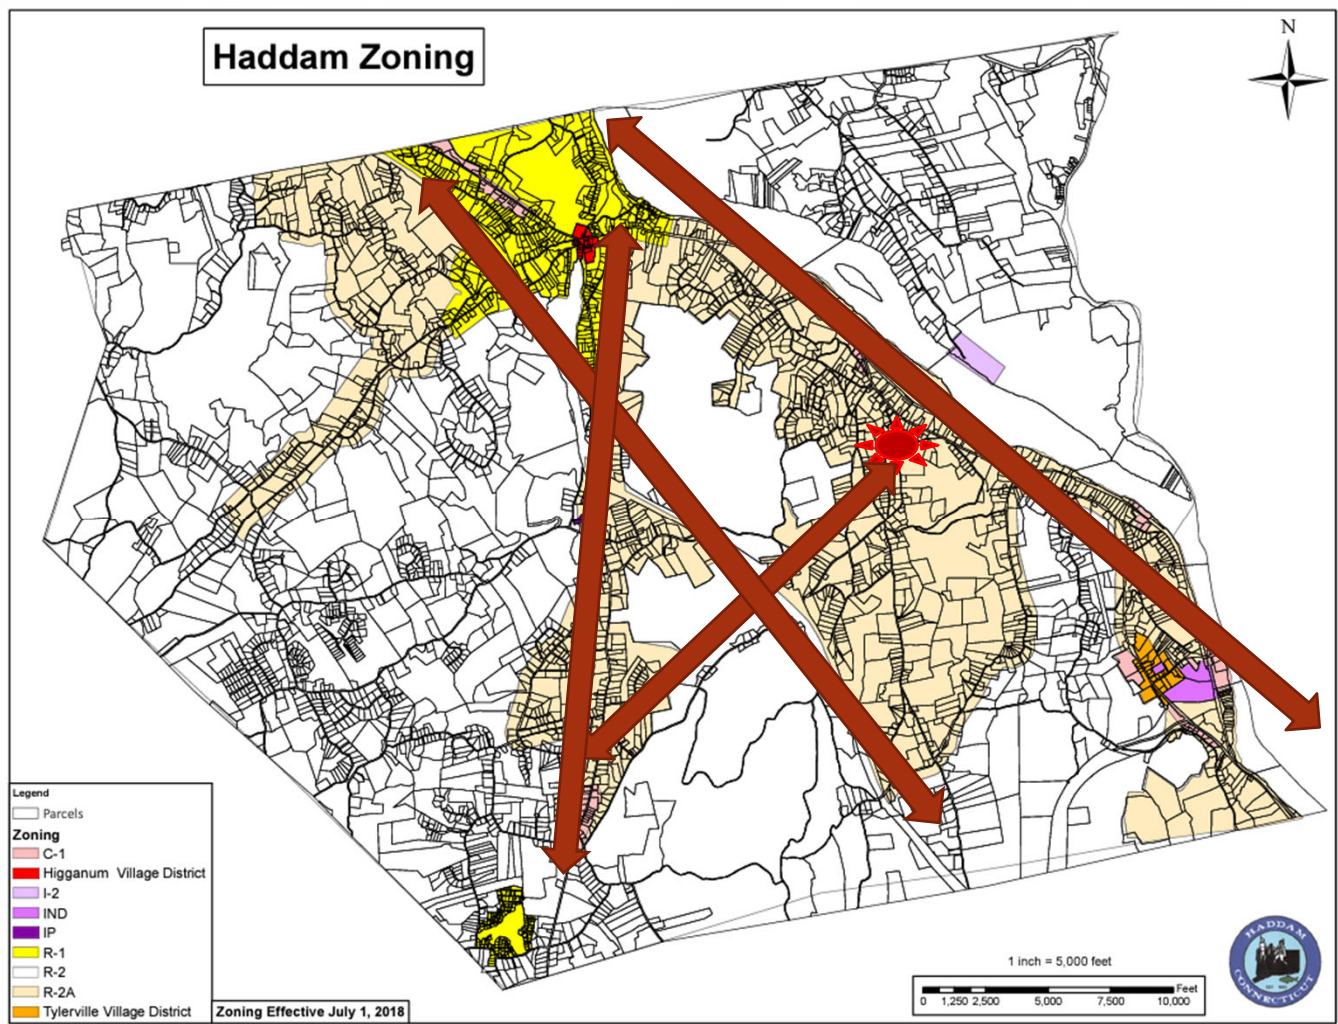 Haddam Zoning
N
Legend
Parcels
Zoning
C-1
Higganum Village District
I-2
IND
IP
R-1
R-2
R-2A
Tylerville Village District
Zoning Effective July 1, 2018
1 inch = 5,000 feet
Feet
0 1,250 2,500 5,000 7,500 10,000
HADDAM
CONNECTICUT